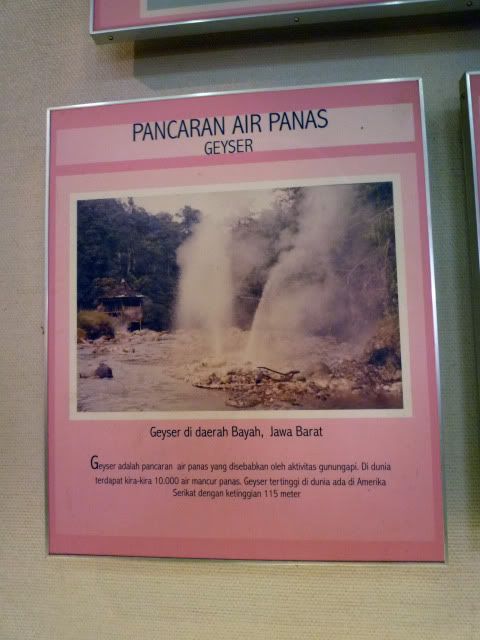 PANCARAN AIR PANAS
GEYSER
Geyser di daerah Bayah, Jawa Barat
Geyser adalah pancaran air panas yang disebabkan oleh aktivitas gunungapi. Di dunia
terdapat kira-kira 10.000 air mancur panas. Geyser tertinggi di dunia ada di Amerika
Serikat dengan ketinggian 115 meter